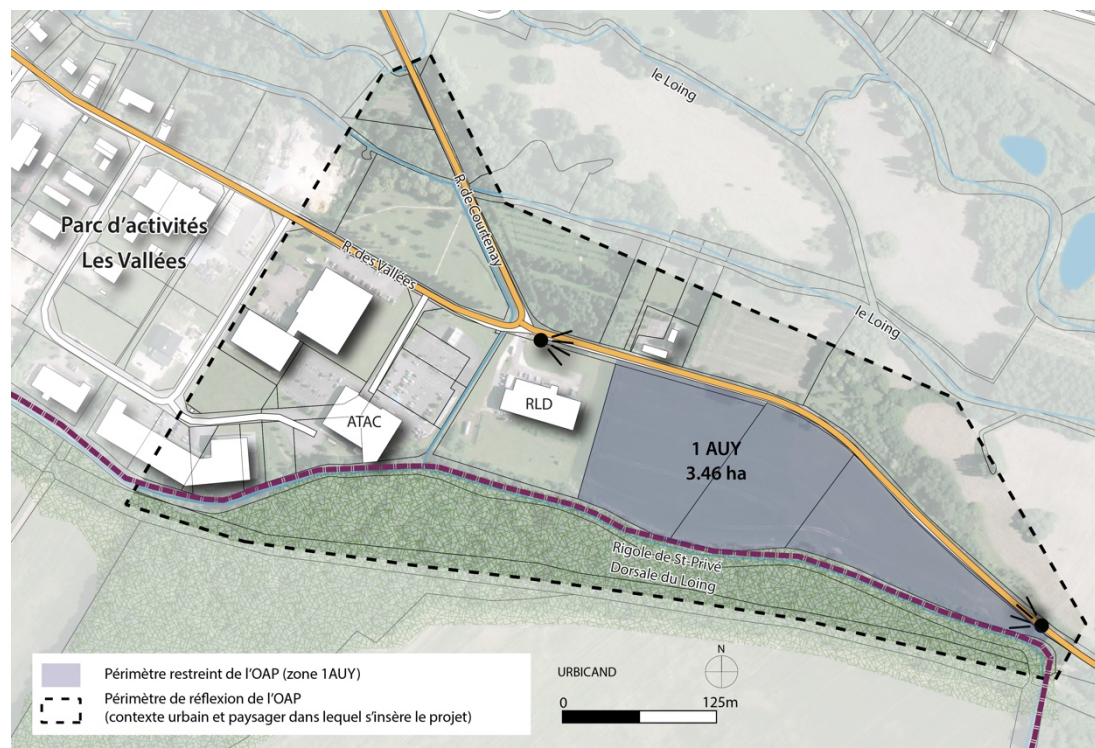 le Loing
R. de Courtenay
Parc d'activités
Les Vallées
R. des Vallées
le Loing
RLD
ATAC
1 AUY
3.46 ha
Rigole de St-Privé
Dorsale du Loing
Périmètre restreint de l'OAP (zone 1AUY)
Périmètre de réflexion de l'OAP
(contexte urbain et paysager dans lequel s'insère le projet)
URBICAND
N
0
125m